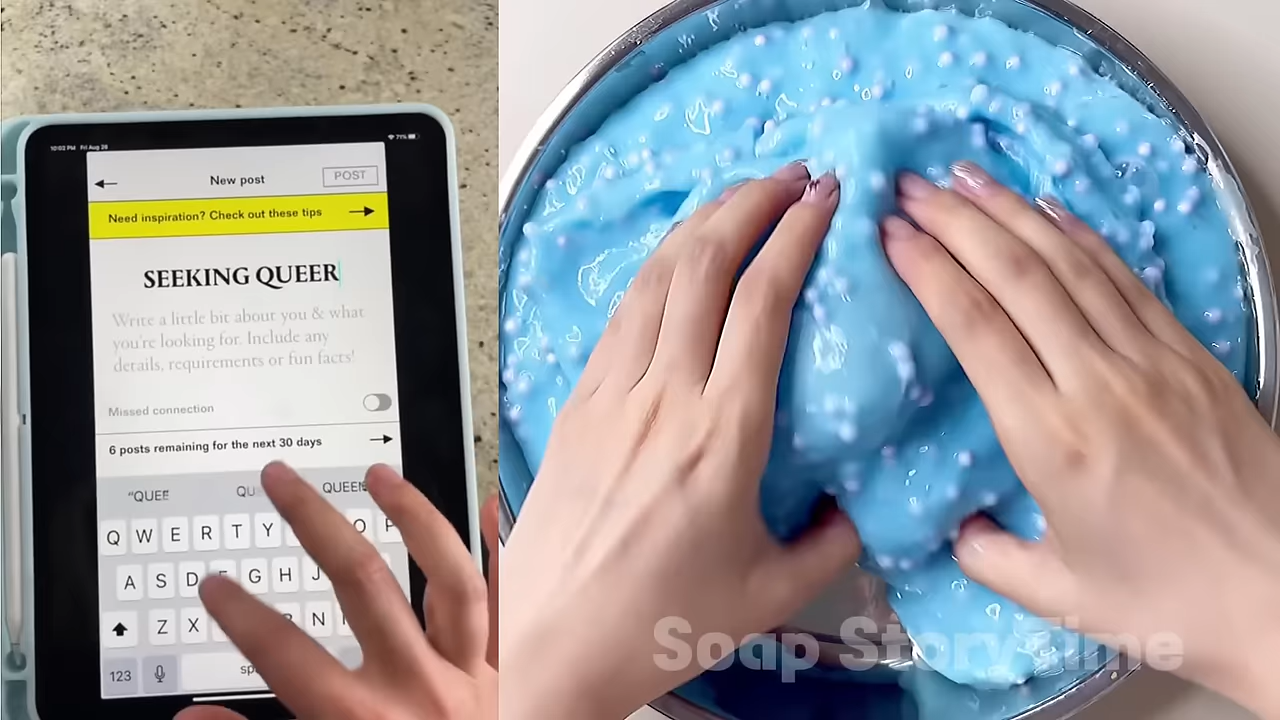 10:02 PM Fri Aug 26
71%
New post
POST
Need inspiration? Check out these tips
SEEKING QUEER
Write a little bit about you & what
you're looking for. Include any
details, requirements or fun facts!
Missed connection
6 posts remaining for the next 30 days
"QUEE
Q W E R T Y O P
A S D G H J
Z X N
123
Soap Story Time